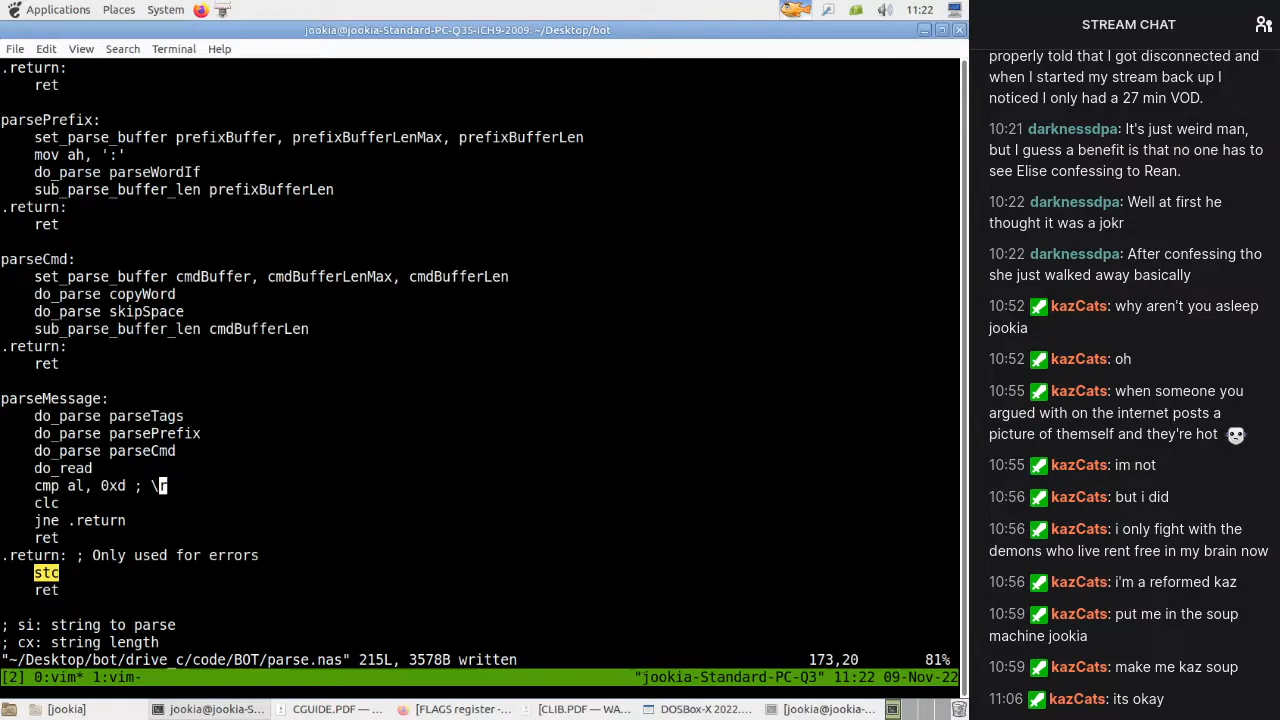 Applications Places System 11:22
jookia@jookia-Standard-PC-Q35-ICH9-2009: ~/Desktop/bot
File Edit View Search Terminal Help
.return:
ret
parsePrefix:
set_parse_buffer prefixBuffer, prefixBufferLenMax, prefixBufferLen
mov ah, ':'
do_parse parseWordIf
sub_parse_buffer_len prefixBufferLen
.return:
ret
parseCmd:
set_parse_buffer cmdBuffer, cmdBufferLenMax, cmdBufferLen
do_parse copyWord
do_parse skipSpace
sub_parse_buffer_len cmdBufferLen
.return:
ret
parseMessage:
do_parse parseTags
do_parse parsePrefix
do_parse parseCmd
do_read
cmp al, 0xd ; \r
clc
jne .return
ret
.return: ; Only used for errors
stc
ret
; si: string to parse
; cx: string length
"~/Desktop/bot/drive_c/code/BOT/parse.nas" 215L, 3578B written 173,20 81%
[2] 0:vim* 1:vim- "jookia-Standard-PC-Q3" 11:22 09-Nov-22
[jookia] jookia@jookia-S... CGUIDE.PDF — ... [FLAGS register -... [CLIB.PDF — WA... DOSBox-X 2022.... [jookia@jookia-...
STREAM CHAT
properly told that I got disconnected and
when I started my stream back up I
noticed I only had a 27 min VOD.
10:21 darknessdpa: It's just weird man,
but I guess a benefit is that no one has to
see Elise confessing to Rean.
10:22 darknessdpa: Well at first he
thought it was a jokr
10:22 darknessdpa: After confessing tho
she just walked away basically
10:52 kazCats: why aren't you asleep
jookia
10:52 kazCats: oh
10:55 kazCats: when someone you
argued with on the internet posts a
picture of themself and they're hot
10:55 kazCats: im not
10:56 kazCats: but i did
10:56 kazCats: i only fight with the
demons who live rent free in my brain now
10:56 kazCats: i'm a reformed kaz
10:59 kazCats: put me in the soup
machine jookia
10:59 kazCats: make me kaz soup
11:06 kazCats: its okay